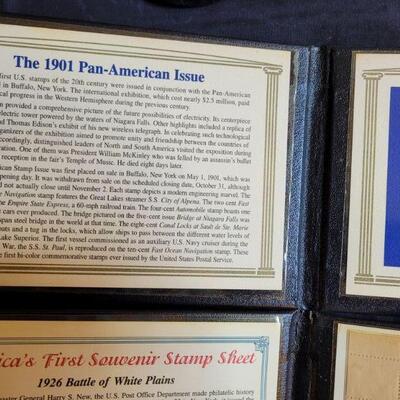 The 1901 Pan-American Issue
first U.S. stamps of the 20th century were issued in conjunction with the Pan-American
in Buffalo, New York. The international exhibition, which cost nearly $2.5 million, paid
ical progress in the Western Hemisphere during the previous century.
on provided a comprehensive picture of the future possibilities of electricity. Its centerpiece
electric tower powered by the waters of Niagara Falls. Other highlights included a replica of
d Thomas Edison's exhibit of his new wireless telegraph. In celebrating such technological
rganizers of the exhibition aimed to promote unity and friendship between the countries of
ccordingly, distinguished leaders of North and South America visited the exposition during
ation. One of them was President William McKinley who was felled by an assassin's bullet
reception in the fair's Temple of Music. He died eight days later.
rican Stamp Issue was first placed on sale in Buffalo, New York on May 1, 1901, which was
pening day. It was withdrawn from sale on the scheduled closing date, October 31, although
d not actually close until November 2. Each stamp depicts a modern engineering marvel. The
e Navigation stamp features the Great Lakes steamer S.S. City of Alpena. The two-cent Fast
the Empire State Express, a 60-mph railroad train. The four-cent Automobile stamp boasts one
c cars ever produced. The bridge pictured on the five-cent issue Bridge at Niagara Falls was
span steel bridge in the world at that time. The eight-cent Canal Locks at Sault de Ste. Marie
oats and a tug in the locks, which allow ships to pass between the different water levels of
Lake Superior. The first vessel commissioned as an auxiliary U.S. Navy cruiser during the
War, the S.S. St. Paul, is reproduced on the ten-cent Fast Ocean Navigation stamp. These
e first bi-color commemorative stamps ever issued by the United States Postal Service.
ica's First Souvenir Stamp Sheet
1926 Battle of White Plains
master General Harry S. New, the U.S. Post Office Department made philatelic history